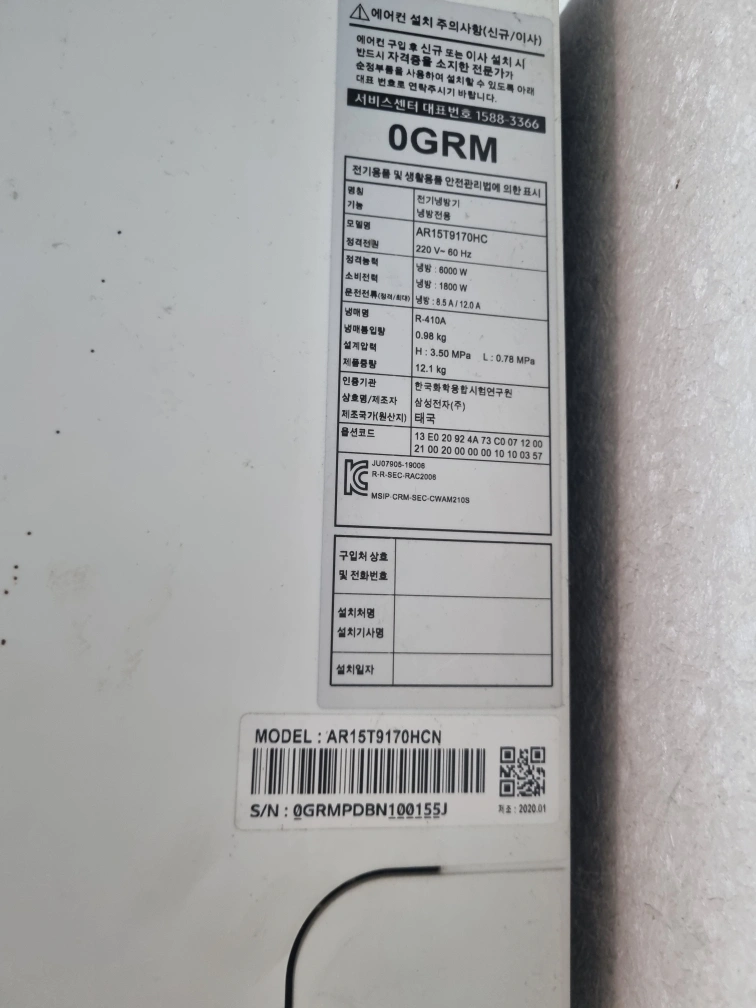 ⚠에어컨 설치 주의사항(신규/이사)
에어컨 구입 후 신규 또는 이사 설치 시
반드시 자격증을 소지한 전문가가
순정부품을 사용하여 설치할 수 있도록 아래
대표 번호로 연락주시기 바랍니다.
서비스센터 대표번호 1588-3366
0GRM
전기용품 및 생활용품 안전관리법에 의한 표시
명칭 전기냉방기
기능 냉방전용
모델명 AR15T9170HC
정격전원 220 V~ 60 Hz
정격능력 냉방 : 6000 W
소비전력 냉방 : 1800 W
운전전류(정격/최대) 냉방 : 8.5 A / 12.0 A
냉매명 R-410A
냉매봉입량 0.98 kg
설계압력 H : 3.50 MPa L : 0.78 MPa
제품중량 12.1 kg
인증기관 한국화학융합시험연구원
상호명/제조자 삼성전자(주)
제조국가(원산지) 태국
옵션코드 13 E0 20 92 4A 73 C0 07 12 00
21 00 20 00 00 00 10 10 03 57
JU07905-19006
R-R-SEC-RAC2006
MSIP CRM-SEC-CWAM210S
구입처 상호
및 전화번호
설치처명
설치기사명
설치일자
MODEL : AR15T9170HCN
S/N : 0GRMPDBN100155J
제조 : 2020.01